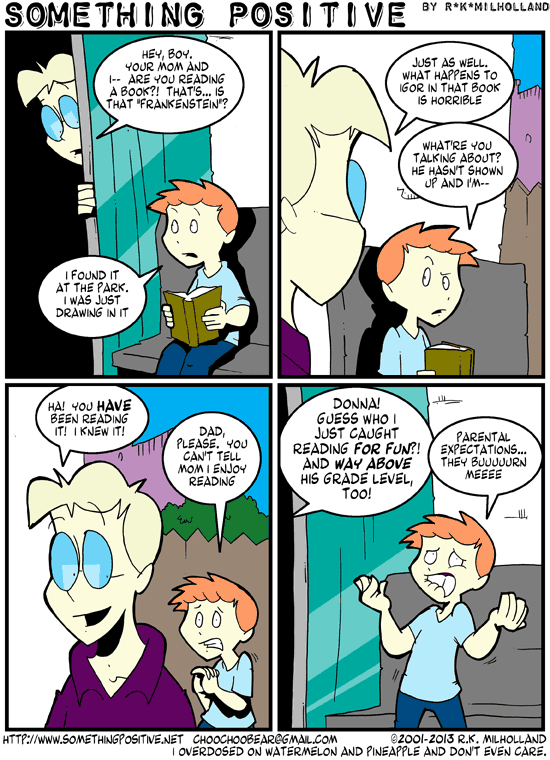 SOMETHING POSITIVE
BY R*K*MILHOLLAND
HEY, BOY.
YOUR MOM AND
I-- ARE YOU READING
A BOOK?! THAT'S... IS
THAT "FRANKENSTEIN"?
I FOUND IT
AT THE PARK.
I WAS JUST
DRAWING IN IT
JUST AS WELL.
WHAT HAPPENS TO
IGOR IN THAT BOOK
IS HORRIBLE
WHAT'RE YOU
TALKING ABOUT?
HE HASN'T SHOWN
UP AND I'M--
HA! YOU HAVE
BEEN READING
IT! I KNEW IT!
DAD,
PLEASE. YOU
CAN'T TELL
MOM I ENJOY
READING
DONNA!
GUESS WHO I
JUST CAUGHT
READING FOR FUN?!
AND WAY ABOVE
HIS GRADE LEVEL,
TOO!
PARENTAL
EXPECTATIONS...
THEY BUUUUURN
MEEEE
HTTP://WWW.SOMETHINGPOSITIVE.NET CHOOCHOOBEAR@GMAIL.COM ©2001-2013 R.K. MILHOLLAND
I OVERDOSED ON WATERMELON AND PINEAPPLE AND DON'T EVEN CARE.